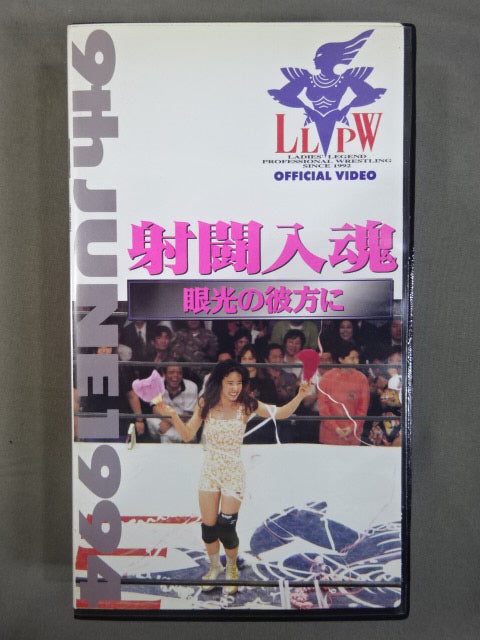 9th JUNE 1994
LLPW
LADIES LEGEND
PROFESSIONAL WRESTLING
SINCE 1992
OFFICIAL VIDEO
射闘入魂
眼光の彼方に